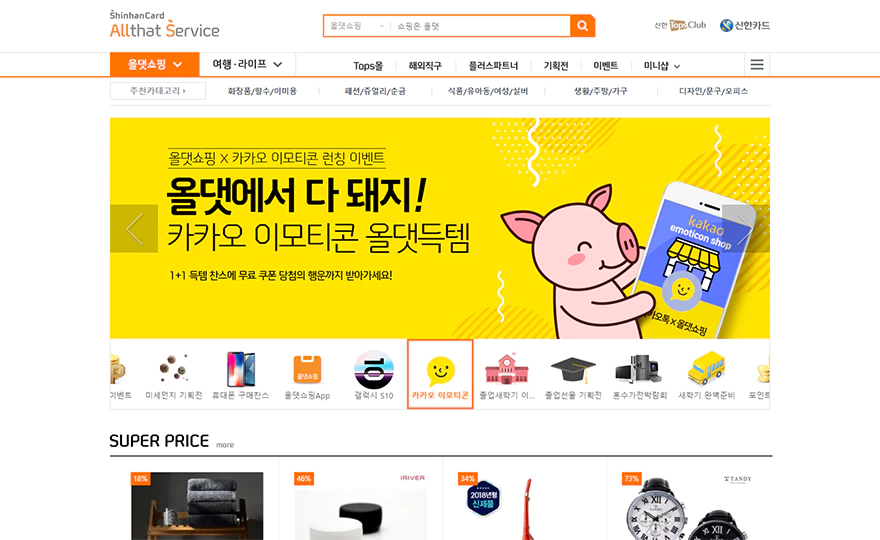 ShinhanCard
Allthat Service
올댓쇼핑
쇼핑은 올댓
신한 Tops Club
신한카드
올댓쇼핑
여행·라이프
Tops몰
해외직구
플러스파트너
기획전
이벤트
미니샵
추천카테고리
화장품/향수/이미용
패션/쥬얼리/순금
식품/유아동/여성/실버
생활/주방/가구
디자인/문구/오피스
올댓쇼핑 X 카카오 이모티콘 런칭 이벤트
올댓에서 다 돼지!
카카오 이모티콘 올댓득템
1+1 득템 찬스에 무료 쿠폰 당첨의 행운까지 받아가세요!
kakao
emoticon shop
카오톡 X 올댓쇼핑
이벤트
미세먼지 기획전
휴대폰 구매찬스
올댓쇼핑
올댓쇼핑App
갤럭시 S10
카카오 이모티콘
졸업새학기 이...
졸업선물 기획전
혼수가전박람회
새학기 완벽준비
포인트
SUPER PRICE
more
18%
46%
IRIVER
34%
2018년형
신제품
73%
TANDY